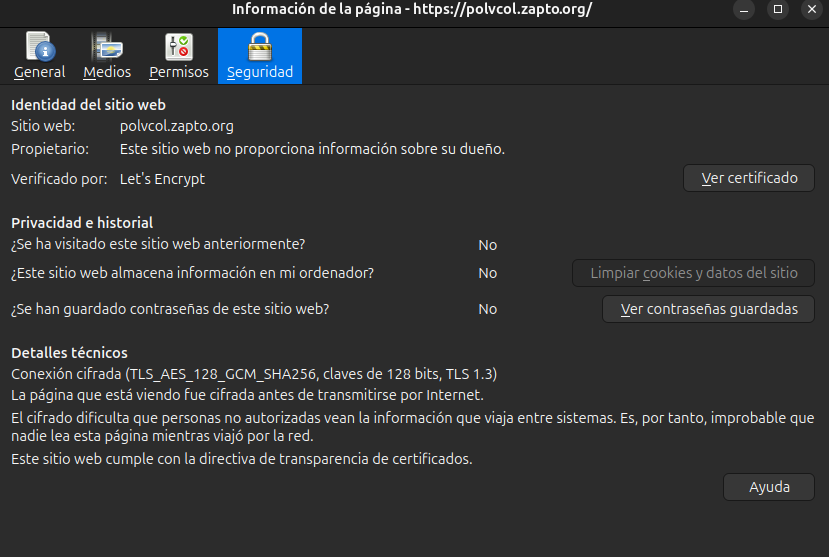 Información de la página - https://polvcol.zapto.org/
General Medios Permisos Seguridad
Identidad del sitio web
Sitio web: polvcol.zapto.org
Propietario: Este sitio web no proporciona información sobre su dueño.
Verificado por: Let's Encrypt Ver certificado
Privacidad e historial
¿Se ha visitado este sitio web anteriormente? No
¿Este sitio web almacena información en mi ordenador? No Limpiar cookies y datos del sitio
¿Se han guardado contraseñas de este sitio web? No Ver contraseñas guardadas
Detalles técnicos
Conexión cifrada (TLS_AES_128_GCM_SHA256, claves de 128 bits, TLS 1.3)
La página que está viendo fue cifrada antes de transmitirse por Internet.
El cifrado dificulta que personas no autorizadas vean la información que viaja entre sistemas. Es, por tanto, improbable que
nadie lea esta página mientras viajó por la red.
Este sitio web cumple con la directiva de transparencia de certificados.
Ayuda